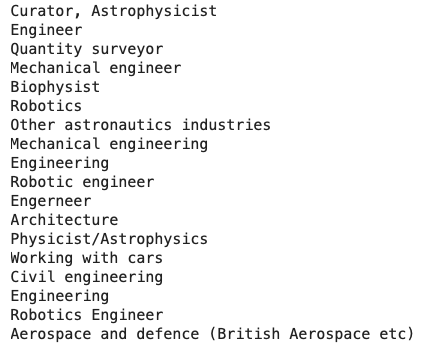 Curator, Astrophysicist
Engineer
Quantity surveyor
Mechanical engineer
Biophysist
Robotics
Other astronautics industries
Mechanical engineering
Engineering
Robotic engineer
Engerneer
Architecture
Physicist/Astrophysics
Working with cars
Civil engineering
Engineering
Robotics Engineer
Aerospace and defence (British Aerospace etc)